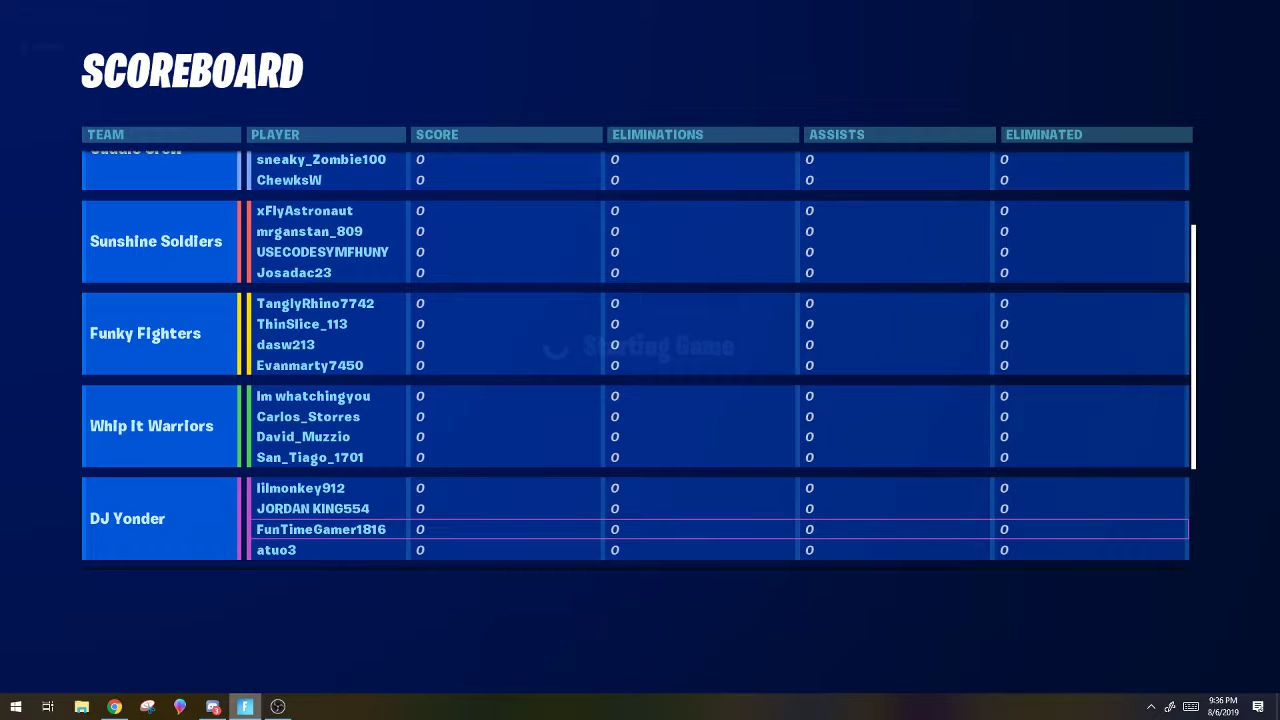 SCOREBOARD
TEAM PLAYER SCORE ELIMINATIONS ASSISTS ELIMINATED
sneaky_Zombie100 0 0 0 0
ChewksW 0 0 0 0
Sunshine Soldiers
xFlyAstronaut 0 0 0 0
mrganstan_809 0 0 0 0
USECODESYMFHUNY 0 0 0 0
Josadac23 0 0 0 0
Funky Fighters
TanglyRhino7742 0 0 0 0
ThinSlice_113 0 0 0 0
dasw213 0 0 0 0
Evanmarty7450 0 0 0 0
Starting Game
Whip It Warriors
Im whatchingyou 0 0 0 0
Carlos_Storres 0 0 0 0
David_Muzzio 0 0 0 0
San_Tiago_1701 0 0 0 0
DJ Yonder
lilmonkey912 0 0 0 0
JORDAN KING554 0 0 0 0
FunTimeGamer1816 0 0 0 0
atuo3 0 0 0 0
9:36 PM
8/6/2019